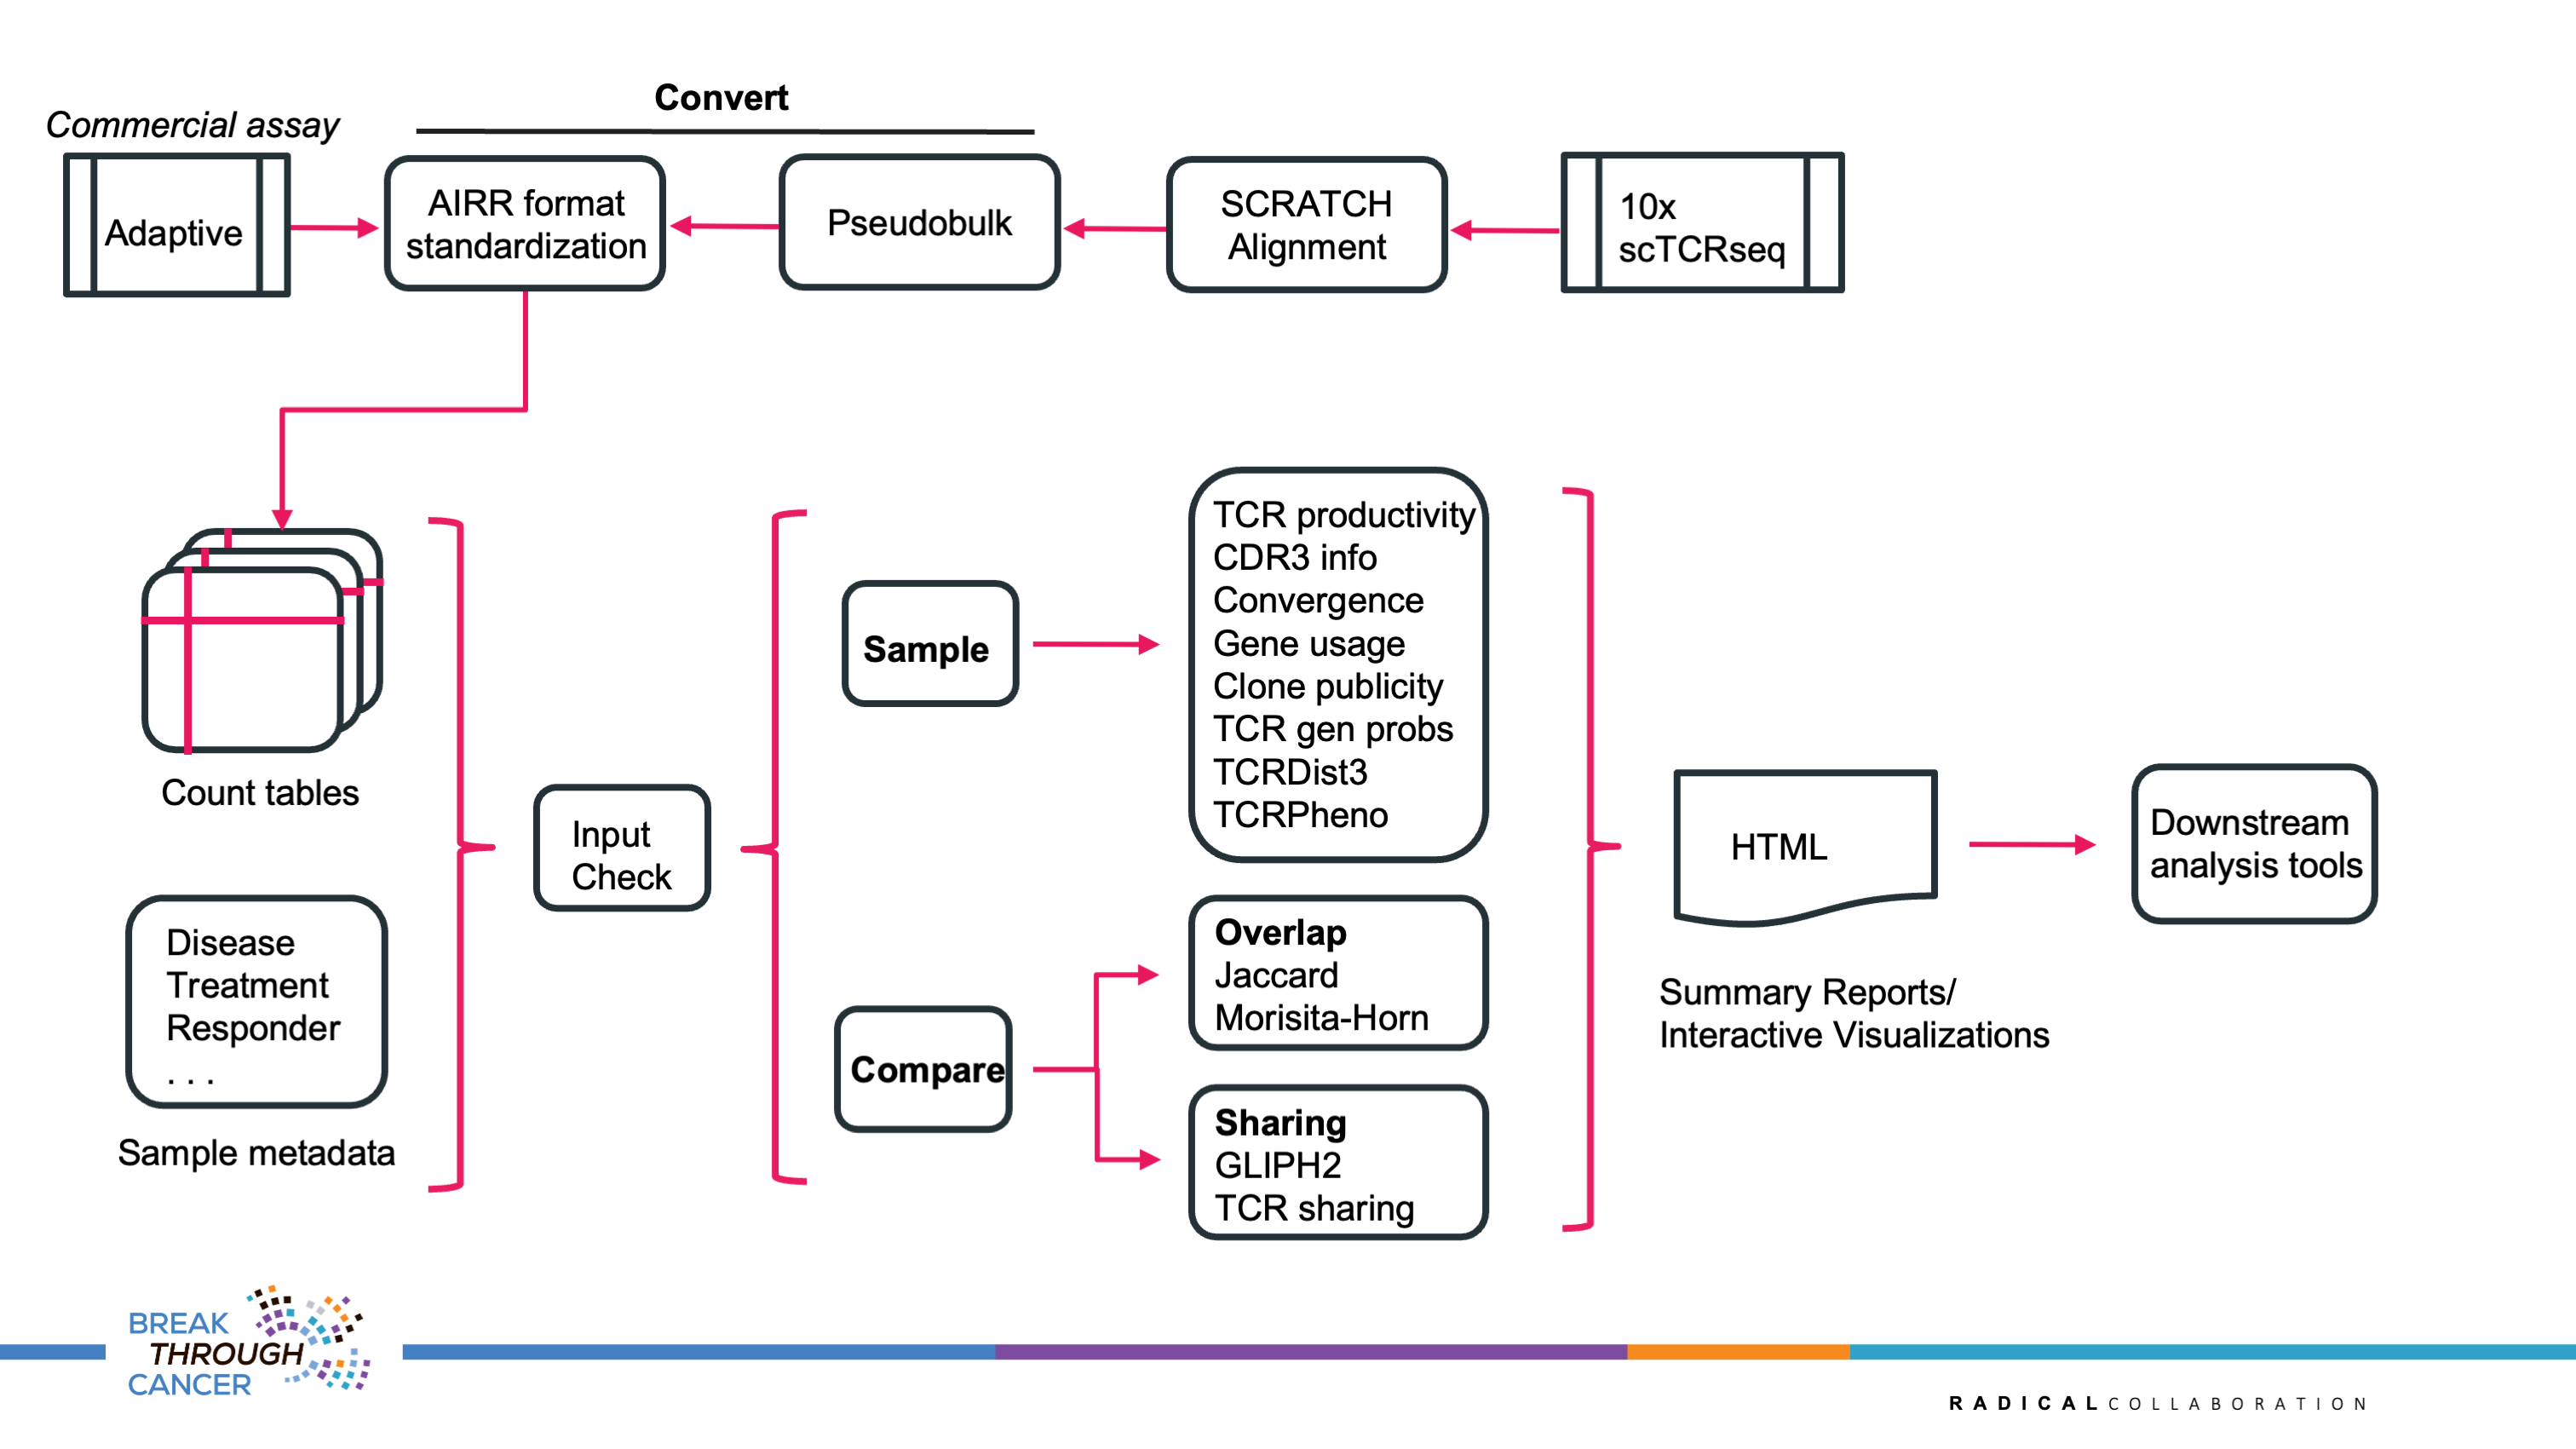 Convert
Commercial assay
Adaptive
AIRR format
standardization
Pseudobulk
SCRATCH
Alignment
10x
scTCRseq
Count tables
Disease
Treatment
Responder
. . .
Sample metadata
Input
Check
Sample
Compare
TCR productivity
CDR3 info
Convergence
Gene usage
Clone publicity
TCR gen probs
TCRDist3
TCRPheno
Overlap
Jaccard
Morisita-Horn
Sharing
GLIPH2
TCR sharing
HTML
Summary Reports/
Interactive Visualizations
Downstream
analysis tools
BREAK
THROUGH
CANCER
RADICAL COLLABORATION